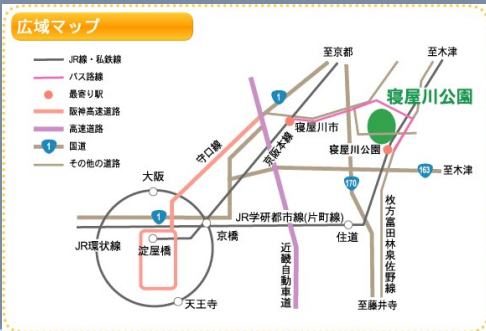 広域マップ
JR線・私鉄線
バス路線
最寄り駅
阪神高速道路
高速道路
1
国道
その他の道路
至京都
至木津
1
寝屋川公園
寝屋川市
京阪本線
守口線
寝屋川公園
163
至木津
170
大阪
枚方富田林泉佐野線
1
JR学研都市線(片町線)
京橋
住道
JR環状線
淀屋橋
近畿自動車道
天王寺
至藤井寺